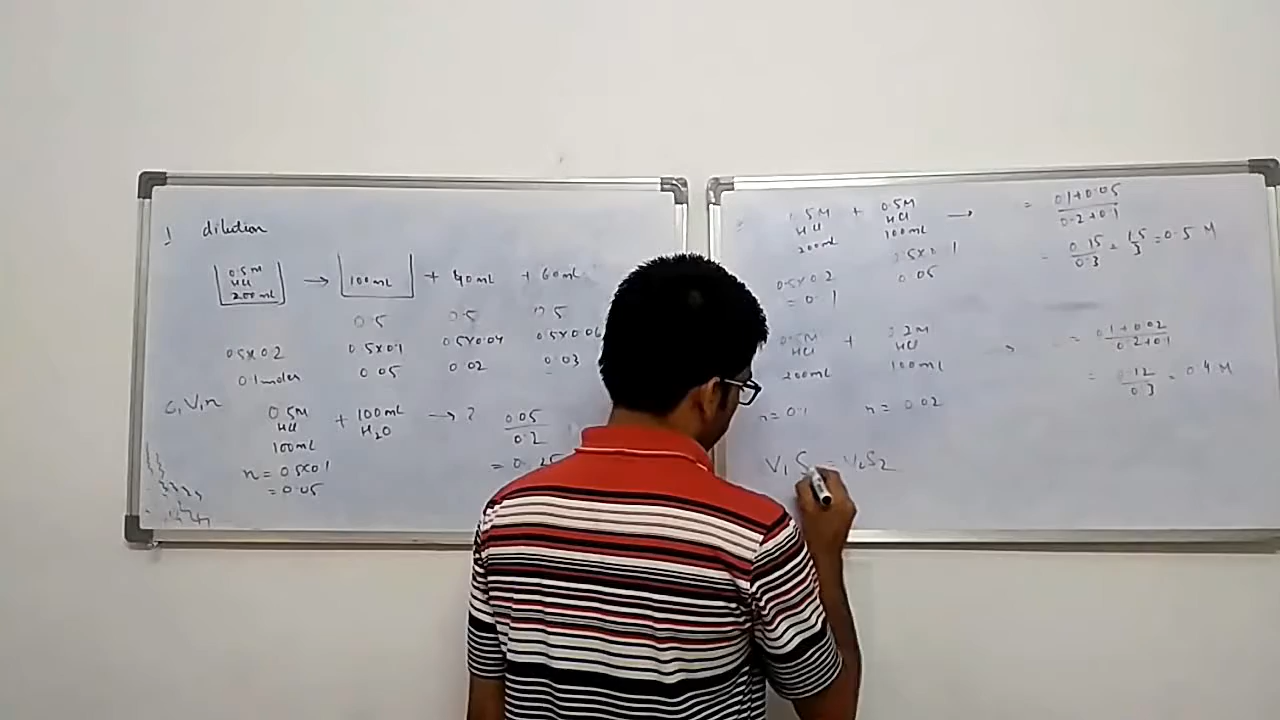 1) dilution
0.5M
HCl
200mL → 100mL + 40mL + 60mL
0.5 0.5 0.5
0.5×0.2 0.5×0.1 0.5×0.04 0.5×0.06
0.1 moles 0.05 0.02 0.03
C, V, n
0.5M + 100mL → ? 0.05
HCl H₂O 0.2
100mL
n = 0.5×0.1
= 0.05
= 0.25
0.5M + 0.5M → = 0.1+0.05
HCl HCl 0.2+0.1
200mL 100mL
0.5×0.2 0.5×0.1
= 0.1 0.05
= 0.15 = 1.5 = 0.5 M
0.3 3
0.5M + 0.2M → = 0.1+0.02
HCl HCl 0.2+0.1
200mL 100mL
= 0.12 = 0.4 M
0.3
n = 0.1 n = 0.02
V₁S = V₂S₂